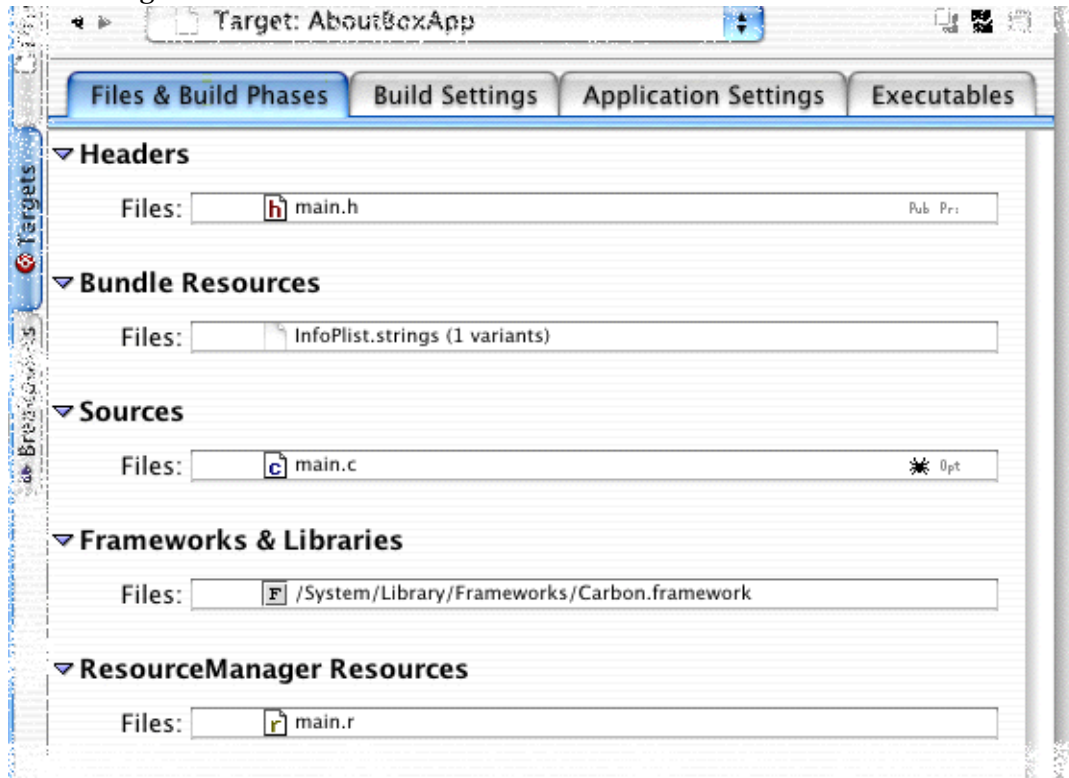 Target: AboutBoxApp
Files & Build Phases Build Settings Application Settings Executables
Headers
Files: h main.h Pub Pr
Targets
Bundle Resources
Files: InfoPlist.strings (1 variants)
Sources
Files: c main.c Opt
Frameworks & Libraries
Files: F /System/Library/Frameworks/Carbon.framework
ResourceManager Resources
Files: r main.r